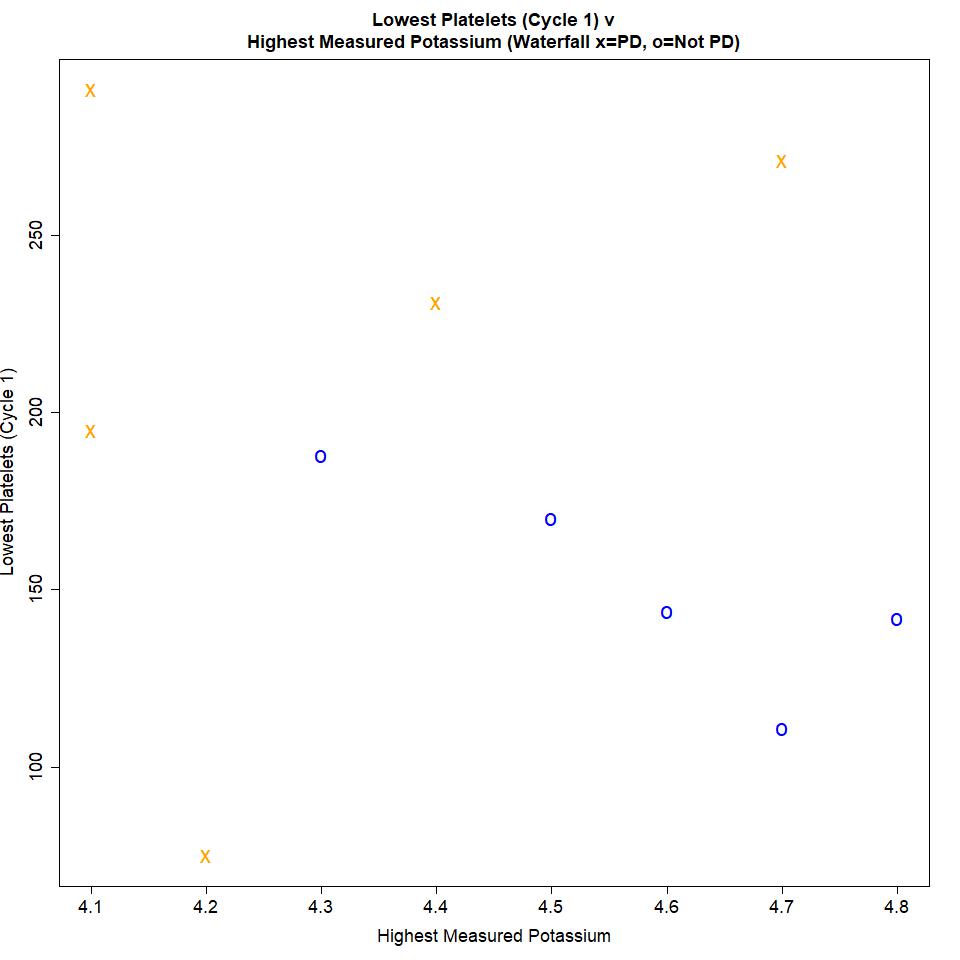 Lowest Platelets (Cycle 1) v
Highest Measured Potassium (Waterfall x=PD, o=Not PD)
Lowest Platelets (Cycle 1)
250
200
150
100
x
x
x
x
o
o
o
o
o
x
4.1 4.2 4.3 4.4 4.5 4.6 4.7 4.8
Highest Measured Potassium